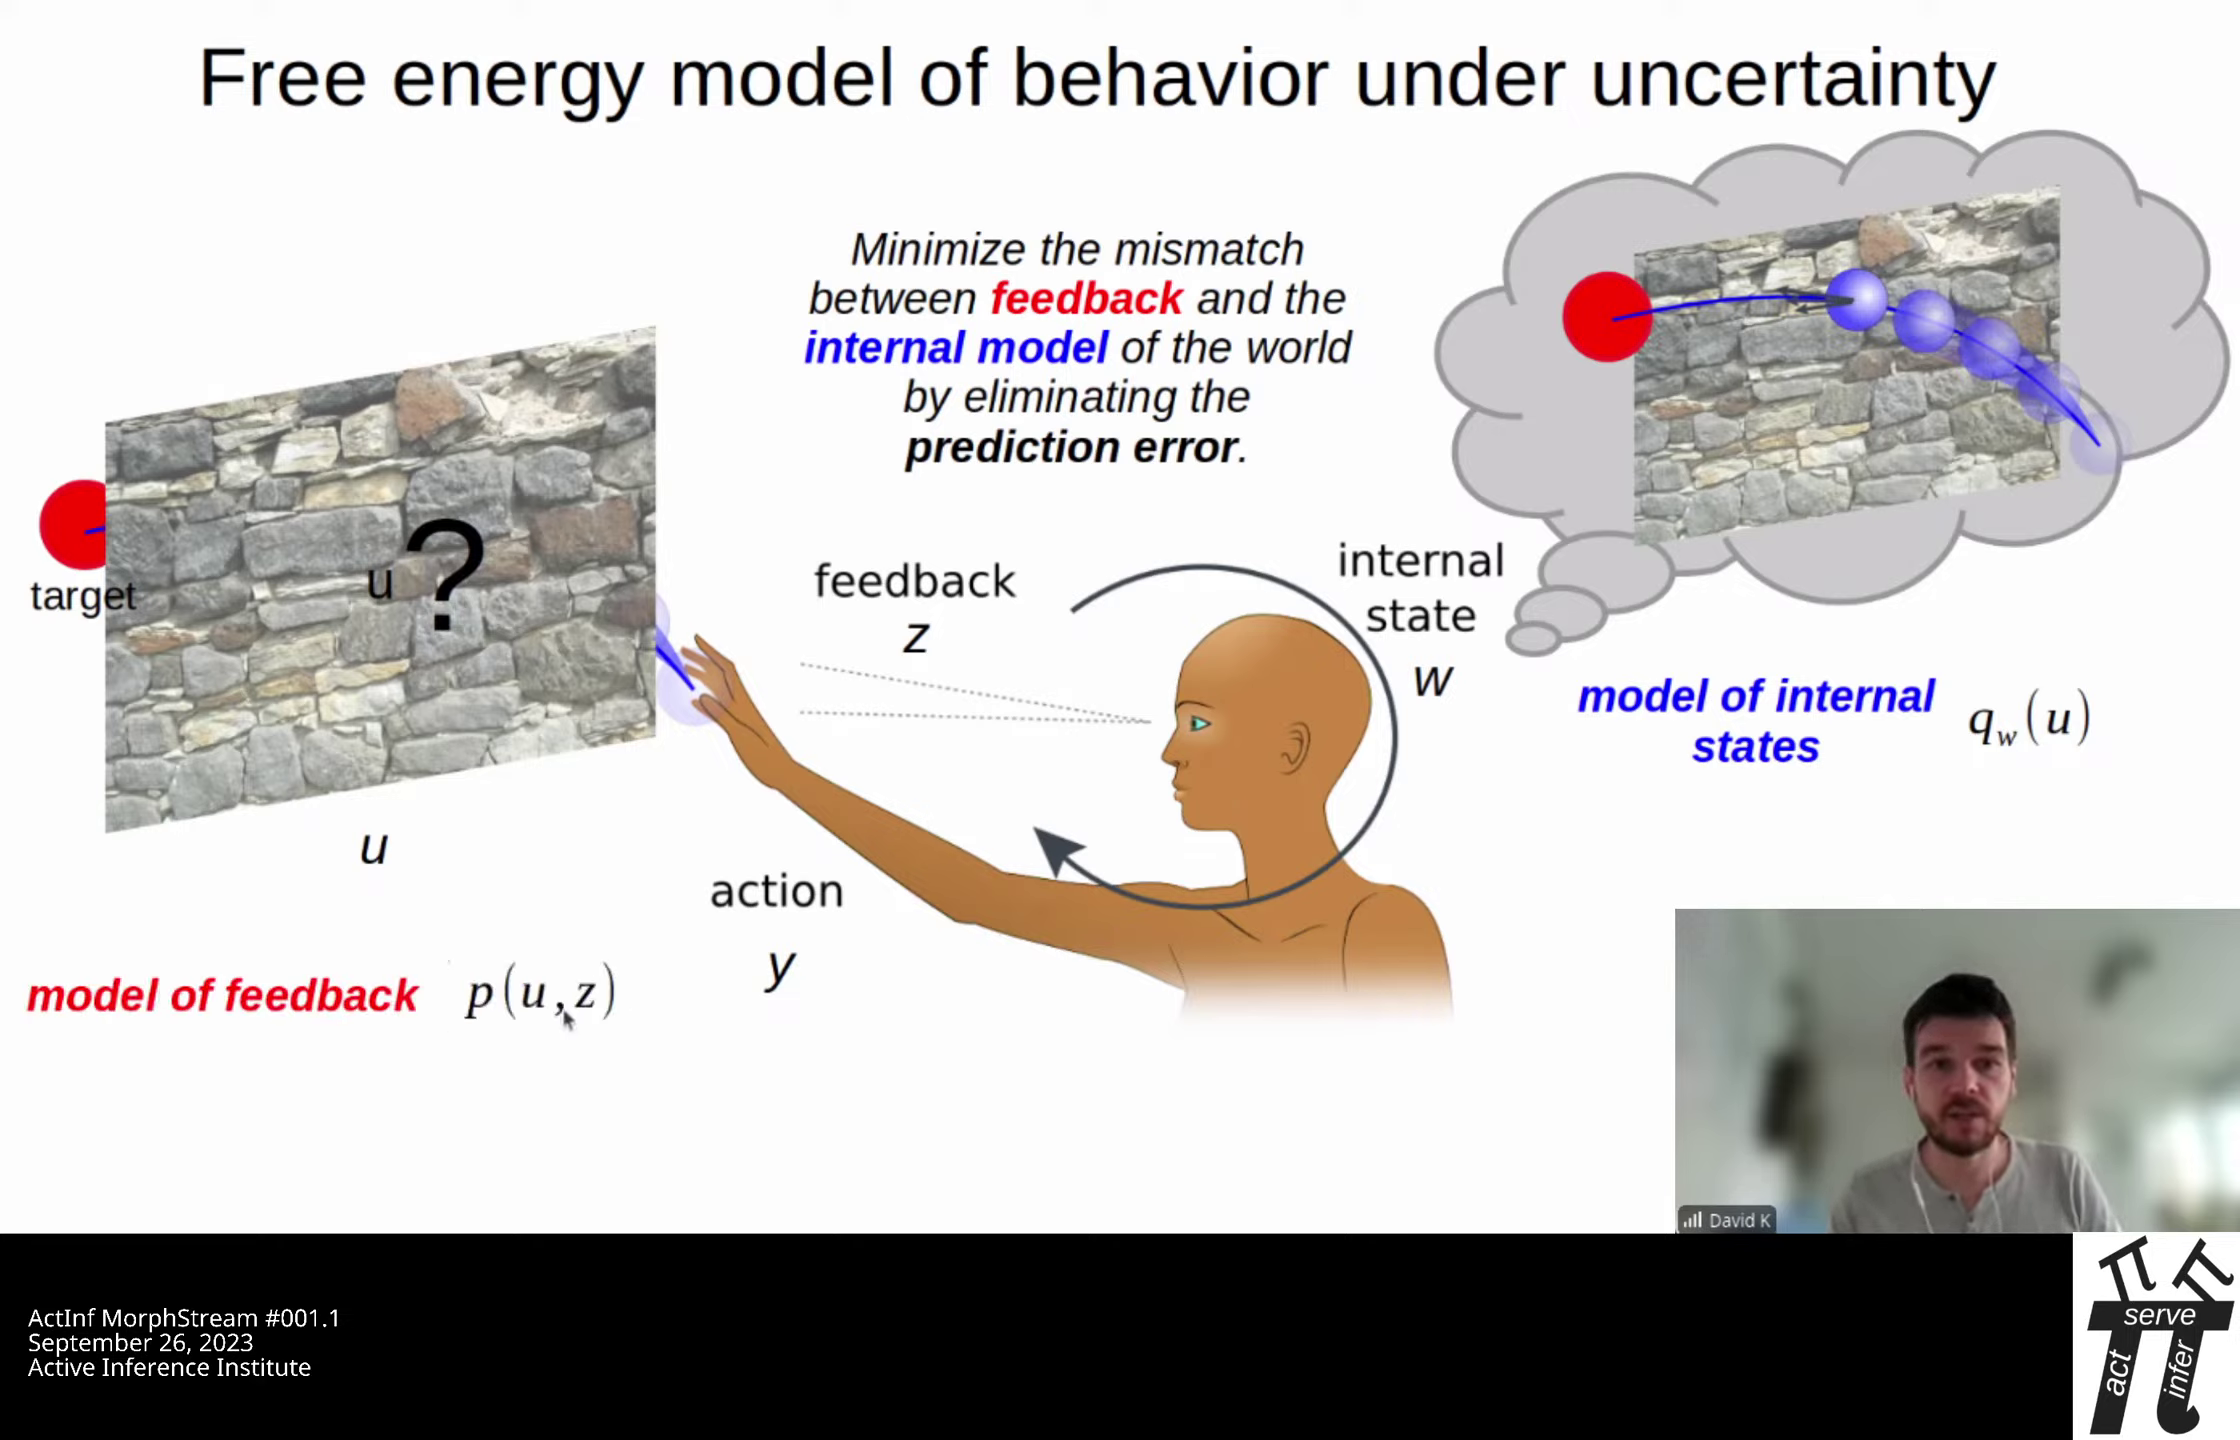 Free energy model of behavior under uncertainty
Minimize the mismatch
between feedback and the
internal model of the world
by eliminating the
prediction error.
target
u
?
feedback
z
internal
state
w
model of internal
states
q_w(u)
u
action
y
model of feedback p(u,z)
David K
ActInf MorphStream #001.1
September 26, 2023
Active Inference Institute
π π
serve
act
infer